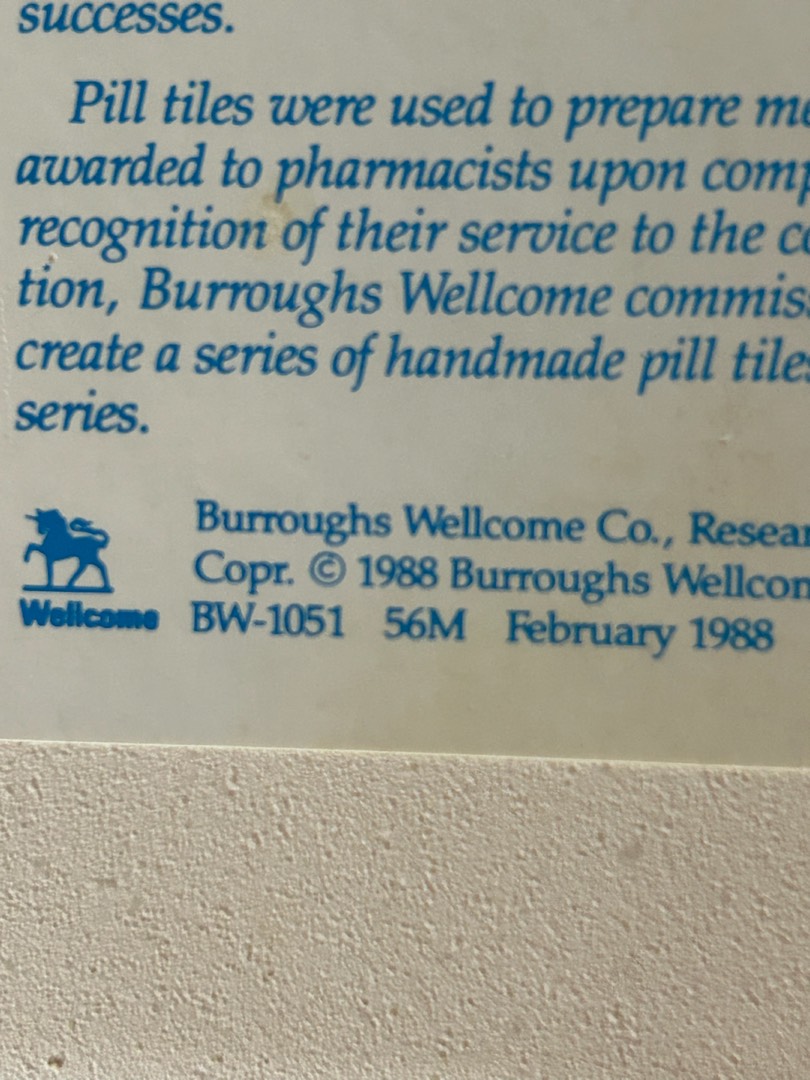 successes.
Pill tiles were used to prepare
awarded to pharmacists upon
recognition of their service to the
tion, Burroughs Wellcome
create a series of handmade pill
series.
Burroughs Wellcome Co.,
Copr. © 1988 Burroughs
Wellcome BW-1051 56M February 1988